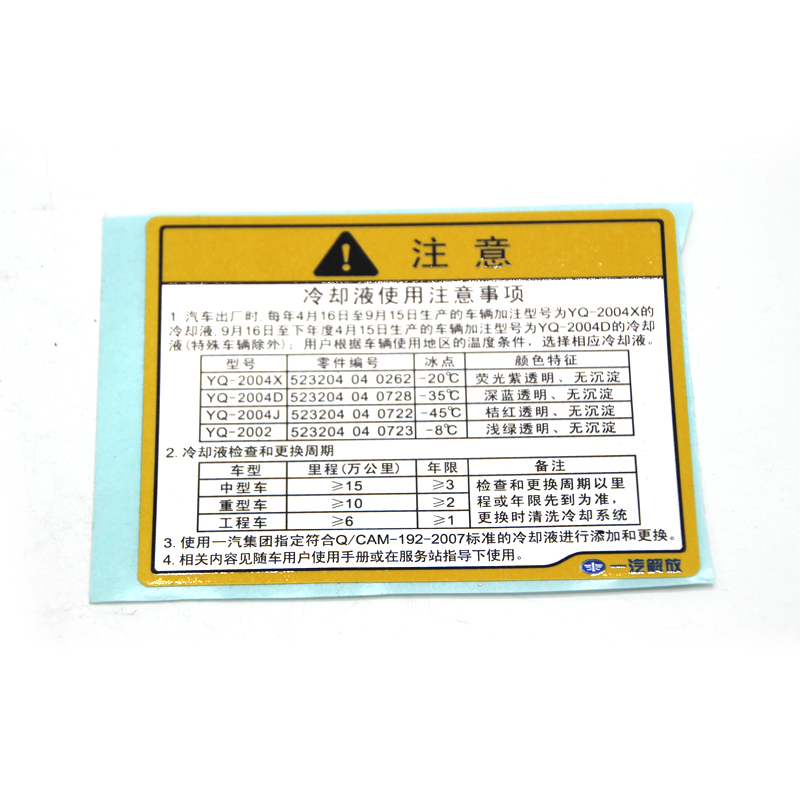 注意
冷却液使用注意事项
1. 汽车出厂时, 每年4月16日至9月15日生产的车辆加注型号为YQ-2004X的
冷却液, 9月16日至下年度4月15日生产的车辆加注型号为YQ-2004D的冷却
液(特殊车辆除外); 用户根据车辆使用地区的温度条件，选择相应冷却液。
型号 零件编号 冰点 颜色特征
YQ-2004X 523204 04 0262 -20℃ 荧光紫透明、无沉淀
YQ-2004D 523204 04 0728 -35℃ 深蓝透明、无沉淀
YQ-2004J 523204 04 0722 -45℃ 桔红透明、无沉淀
YQ-2002 523204 04 0723 -8℃ 浅绿透明、无沉淀
2. 冷却液检查和更换周期
车型 里程(万公里) 年限 备注
中型车 ≥15 ≥3 检查和更换周期以里
重型车 ≥10 ≥2 程或年限先到为准，
工程车 ≥6 ≥1 更换时清洗冷却系统
3. 使用一汽集团指定符合Q/CAM-192-2007标准的冷却液进行添加和更换。
4. 相关内容见随车用户使用手册或在服务站指导下使用。
一汽解放